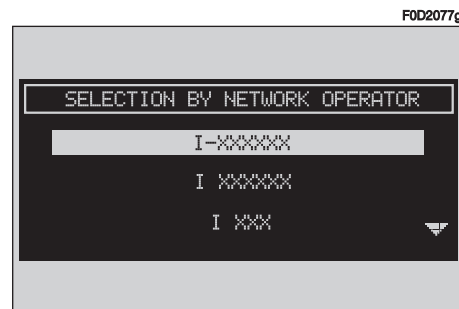 F0D2077g
SELECTION BY NETWORK OPERATOR
I-XXXXXX
I XXXXXX
I XXX